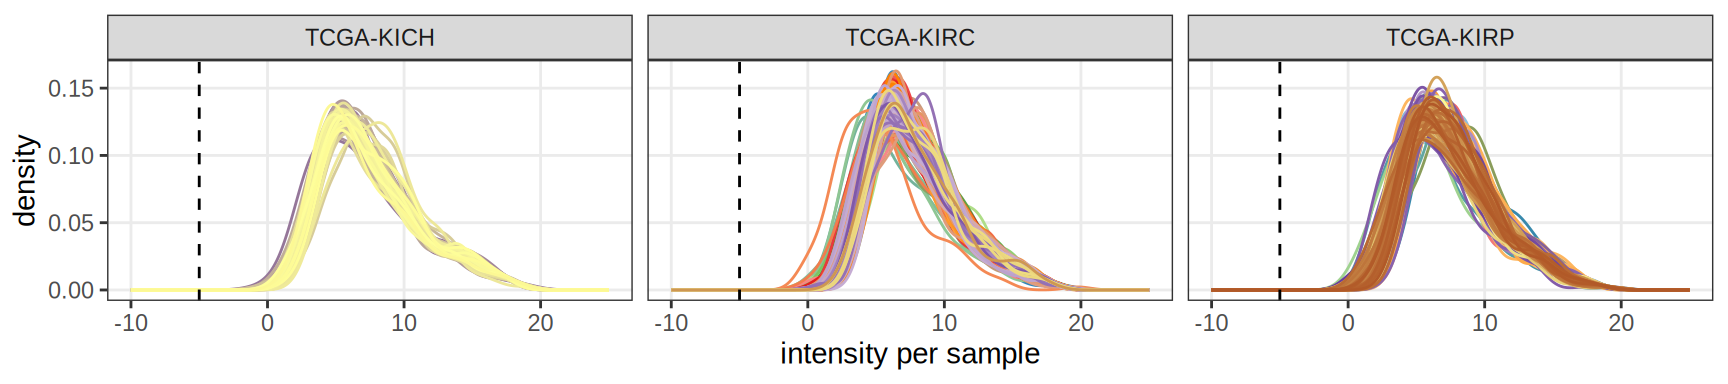 TCGA-KICH TCGA-KIRC TCGA-KIRP
0.15
0.10
0.05
0.00
density
-10 0 10 20 -10 0 10 20 -10 0 10 20
intensity per sample